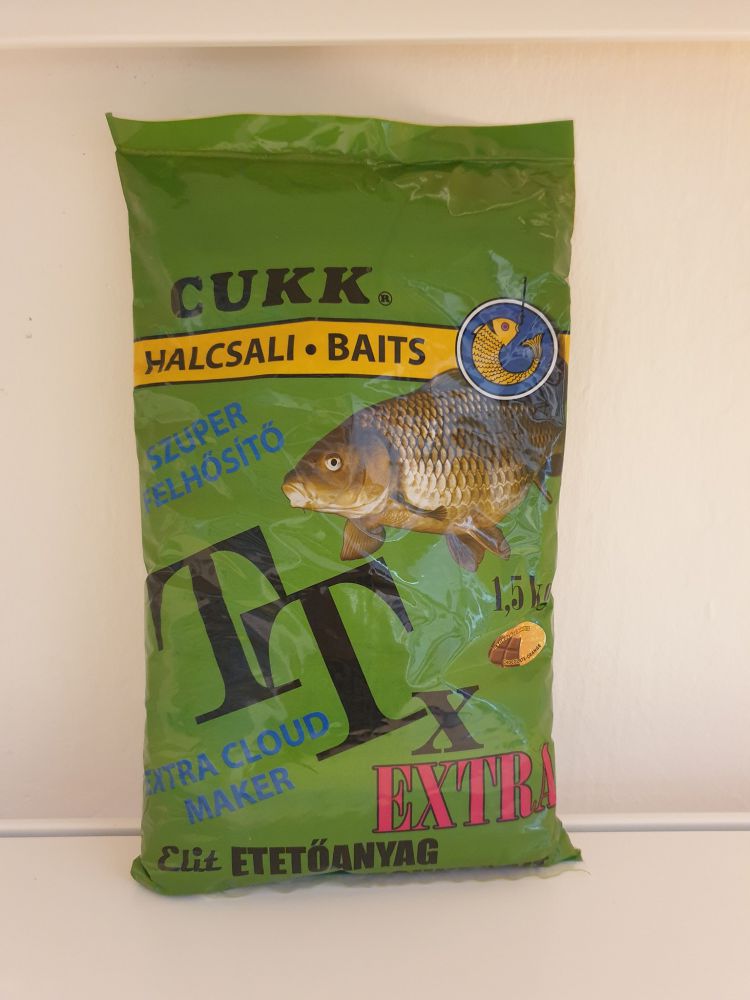 CUKK®
HALCSALI • BAITS
SZUPER
FELHŐSÍTŐ
TTX
1,5 kg
EXTRA CLOUD
MAKER
EXTRA
Elit ETETŐANYAG